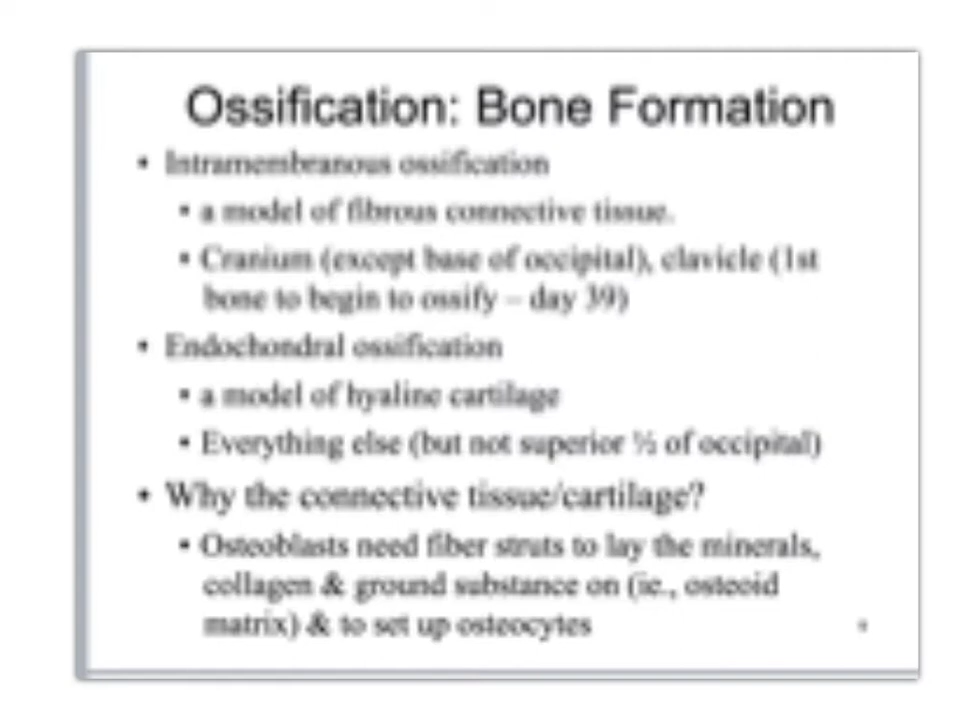 Ossification: Bone Formation
• Intramembranous ossification
• a model of fibrous connective tissue.
• Cranium (except base of occipital), clavicle (1st
bone to begin to ossify – day 39)
• Endochondral ossification
• a model of hyaline cartilage
• Everything else (but not superior ½ of occipital)
• Why the connective tissue/cartilage?
• Osteoblasts need fiber struts to lay the minerals,
collagen & ground substance on (ie., osteoid
matrix) & to set up osteocytes